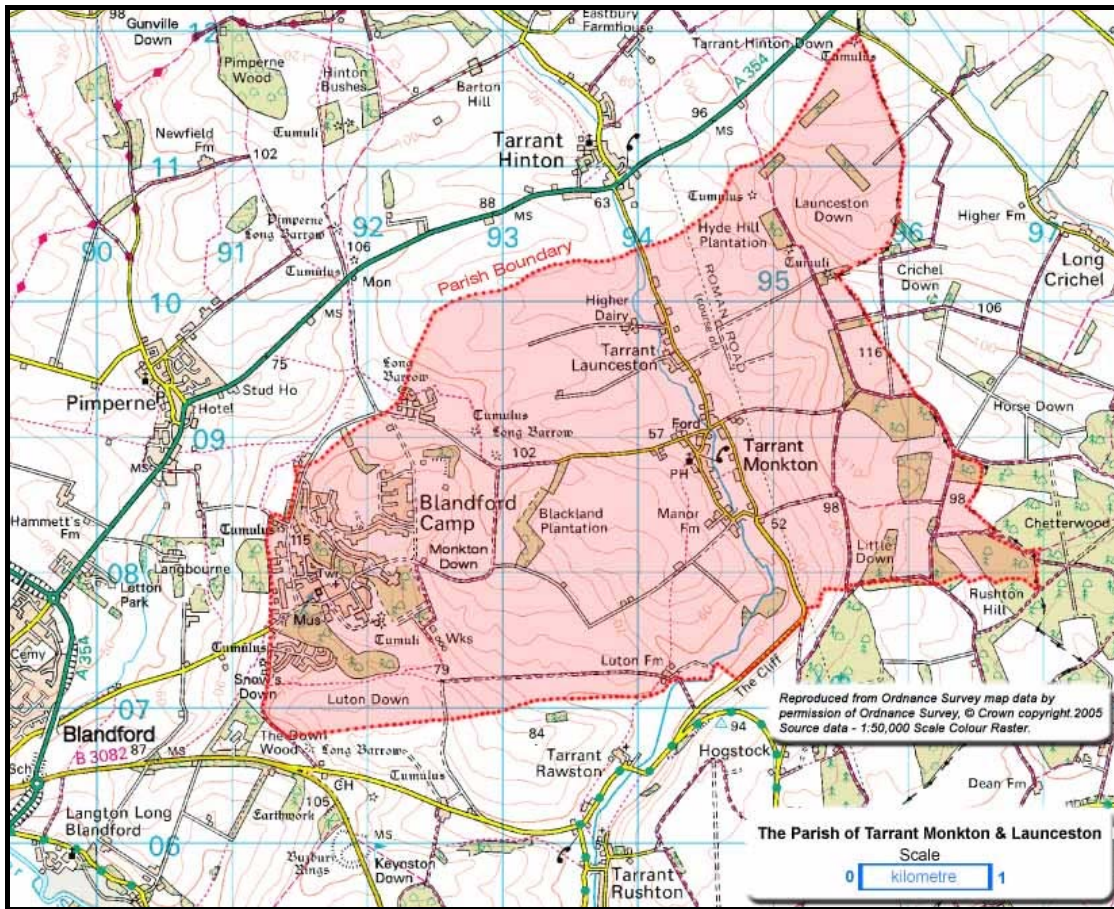 Gunville
Down
12
Pimperne
Wood
Hinton
Bushes
Barton
Hill
Eastbury
Farmhouse
Tarrant Hinton Down
Tumulus
A 354
96
MS
Newfield
Fm
102
Tumuli
Tarrant
Hinton
11
Pimperne
Long Barrow
92
88
MS
93
63
94
Tumulus
Launceston
Down
Hyde Hill
Plantation
Higher Fm
96
97
Long
Crichel
90
91
106
Tumulus
Mon
Parish Boundary
ROMAN ROAD
(course of)
95
Tumuli
Crichel
Down
106
10
MS
Higher
Dairy
Tarrant
Launceston
116
75
Stud Ho
Pimperne
Hotel
Long
Barrow
Horse Down
09
Tumulus
Long Barrow
102
57
Ford
Tarrant
Monkton
PH
MS
Hammett's
Fm
Blandford
Camp
Blackland
Plantation
Manor
Fm
52
98
98
Chetterwood
Tumulus
115
Langbourne
Letton
Park
08
Monkton
Down
Little
Down
Rushton
Hill
Twr
Mus
Tumuli
Wks
Cemy
A 354
Tumulus
Snow's
Down
79
Luton Fm
The Cliff
Luton Down
07
Blandford
B 3082
87
MS
The Down
Wood
Long Barrows
84
Tarrant
Rawston
94
Hogstock
Reproduced from Ordnance Survey map data by
permission of Ordnance Survey, © Crown copyright 2005
Source data - 1:50,000 Scale Colour Raster.
Sch
CH
Tumulus
Dean Fm
Langton Long
Blandford
Earthwork
105
06
Buzbury
Rings
MS
Keynston
Down
Tarrant
Rushton
The Parish of Tarrant Monkton & Launceston
Scale
0 kilometre 1